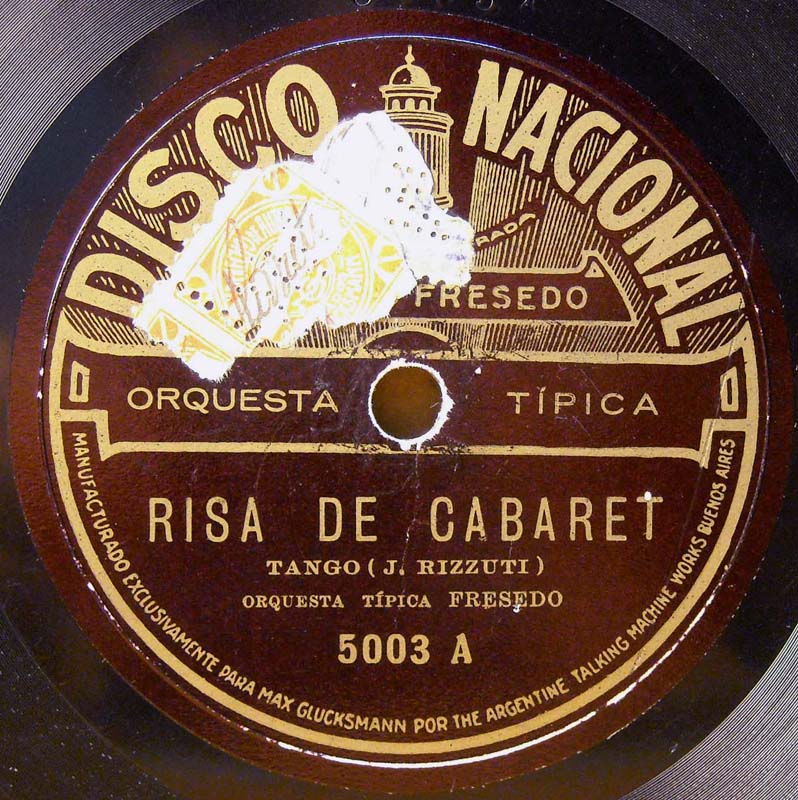 DISCO NACIONAL
FRESEDO
ORQUESTA TÍPICA
RISA DE CABARET
TANGO (J. RIZZUTI)
ORQUESTA TÍPICA FRESEDO
5003 A
MANUFACTURADO EXCLUSIVAMENTE PARA MAX GLUCKSMANN POR THE ARGENTINE TALKING MACHINE WORKS BUENOS AIRES